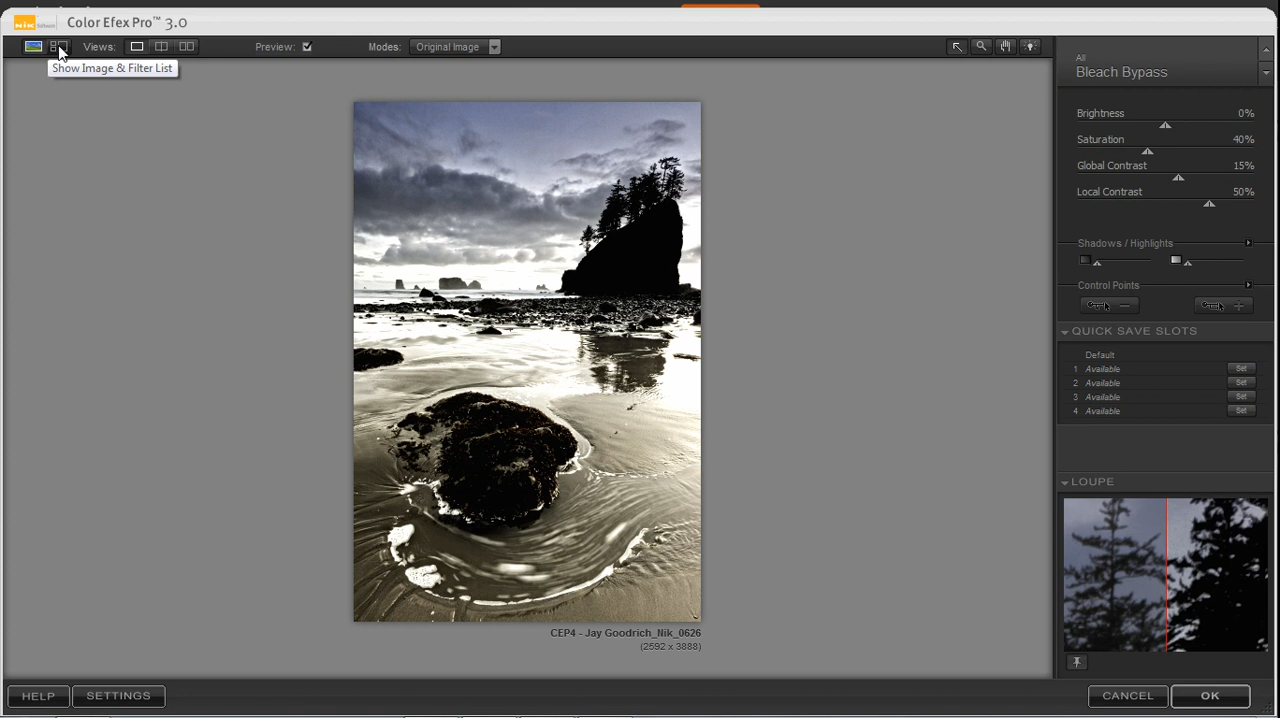 Nik Software Color Efex Pro™ 3.0
Views: Preview: Modes: Original Image
Show Image & Filter List
All
Bleach Bypass
Brightness 0%
Saturation 40%
Global Contrast 15%
Local Contrast 50%
Shadows / Highlights
Control Points
QUICK SAVE SLOTS
Default
1 Available Set
2 Available Set
3 Available Set
4 Available Set
LOUPE
CEP4 - Jay Goodrich_Nik_0626
(2592 x 3888)
HELP SETTINGS CANCEL OK